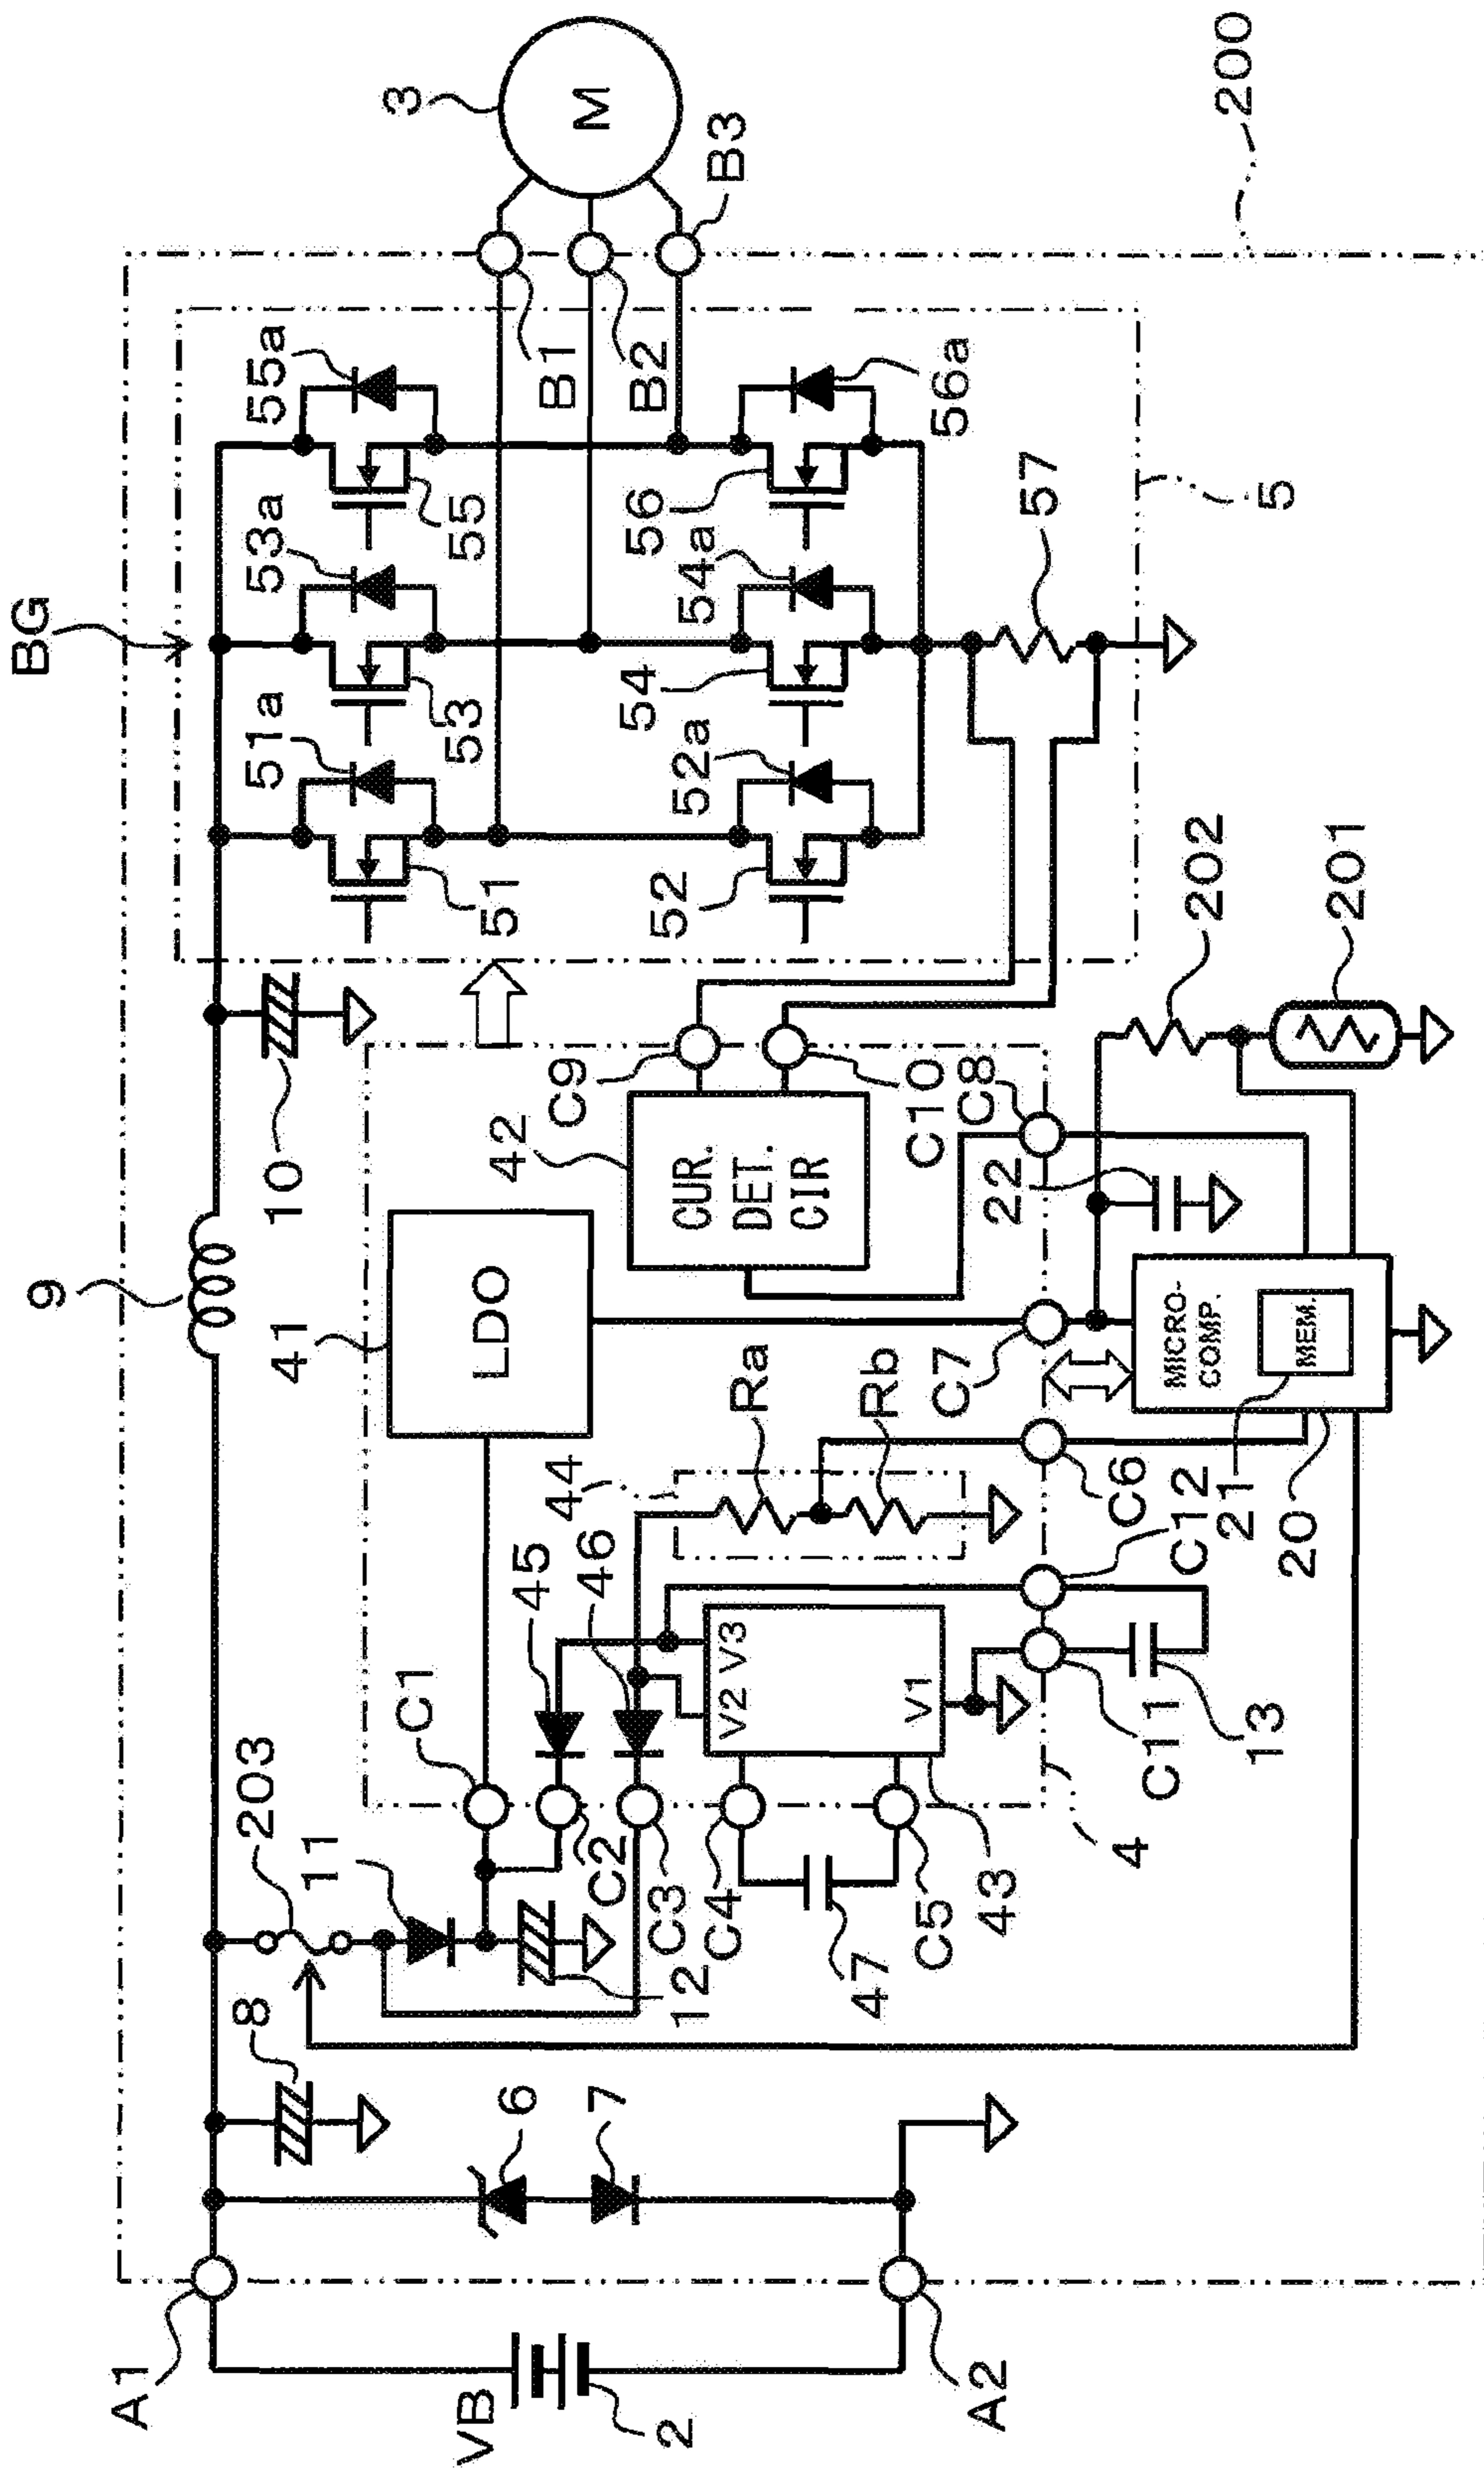 BG
9
41
10
42
C9
C10
C8
22
C7
LDO
CUR.
DET.
CIR
MICRO-
COMP.
MEM.
55a
53a
51a
55
53
51
56
54
52
56a
54a
52a
57
5
3
M
B1
B2
B3
200
202
201
203
11
C1
45
46
44
Ra
Rb
C6
C12
21
20
V3
V2
V1
C2
C3
C4
C5
43
4
C11
13
47
12
8
6
7
A1
A2
VB
2